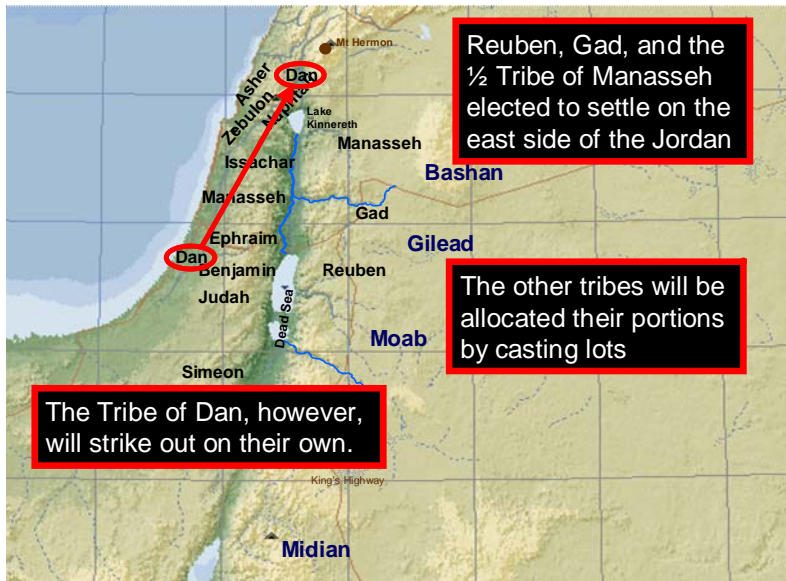 Mt Hermon
Dan
Asher
Naphtali
Zebulon
Lake
Kinnereth
Manasseh
Issachar
Bashan
Manasseh
Gad
Ephraim
Gilead
Dan
Benjamin
Reuben
Judah
Dead Sea
Moab
Simeon
King's Highway
Midian
Reuben, Gad, and the
½ Tribe of Manasseh
elected to settle on the
east side of the Jordan
The other tribes will be
allocated their portions
by casting lots
The Tribe of Dan, however,
will strike out on their own.